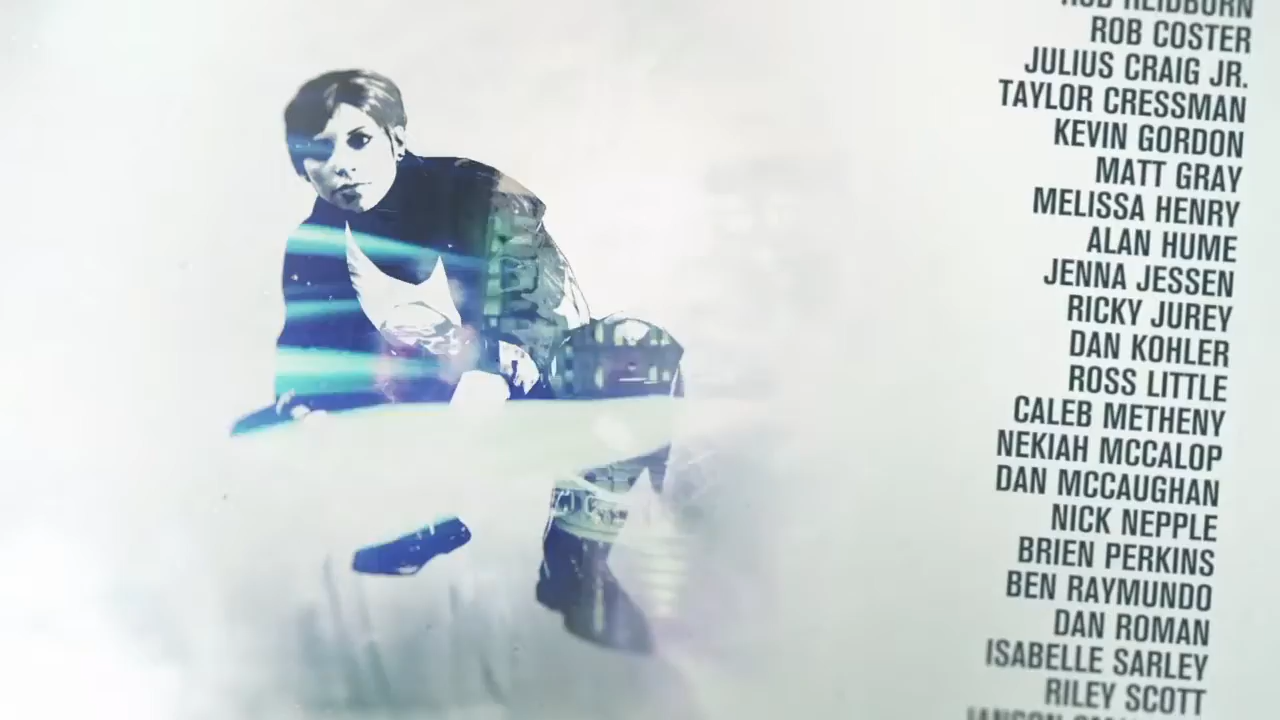 ROB COSTER
JULIUS CRAIG JR.
TAYLOR CRESSMAN
KEVIN GORDON
MATT GRAY
MELISSA HENRY
ALAN HUME
JENNA JESSEN
RICKY JUREY
DAN KOHLER
ROSS LITTLE
CALEB METHENY
NEKIAH MCCALOP
DAN MCCAUGHAN
NICK NEPPLE
BRIEN PERKINS
BEN RAYMUNDO
DAN ROMAN
ISABELLE SARLEY
RILEY SCOTT